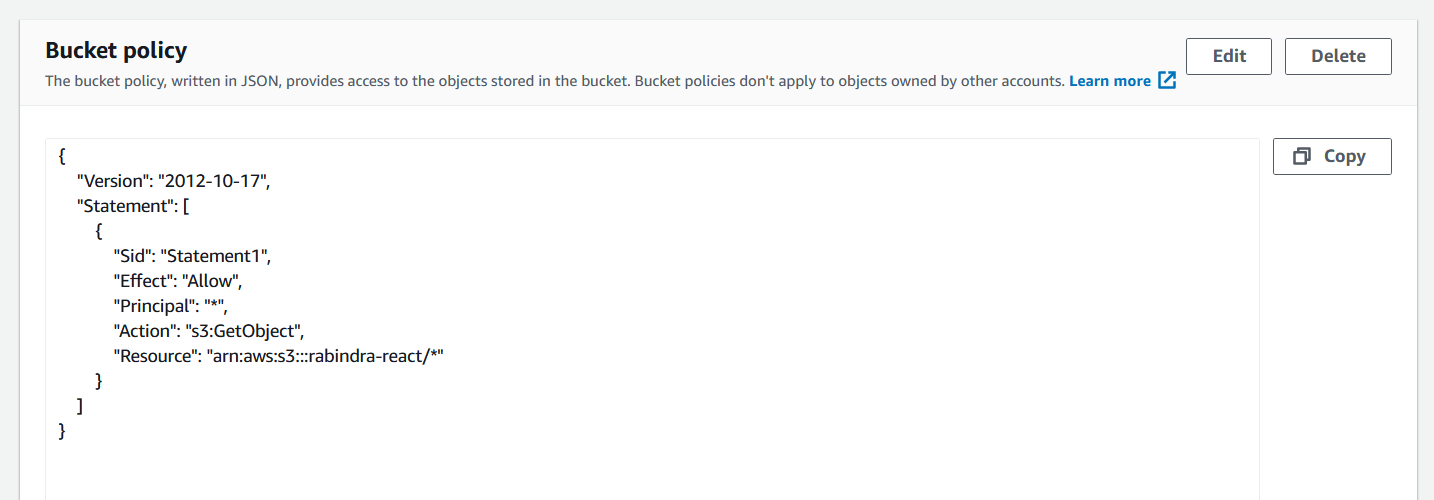 Bucket policy
Edit
Delete
The bucket policy, written in JSON, provides access to the objects stored in the bucket. Bucket policies don't apply to objects owned by other accounts. Learn more
Copy
{
"Version": "2012-10-17",
"Statement": [
{
"Sid": "Statement1",
"Effect": "Allow",
"Principal": "*",
"Action": "s3:GetObject",
"Resource": "arn:aws:s3:::rabindra-react/*"
}
]
}